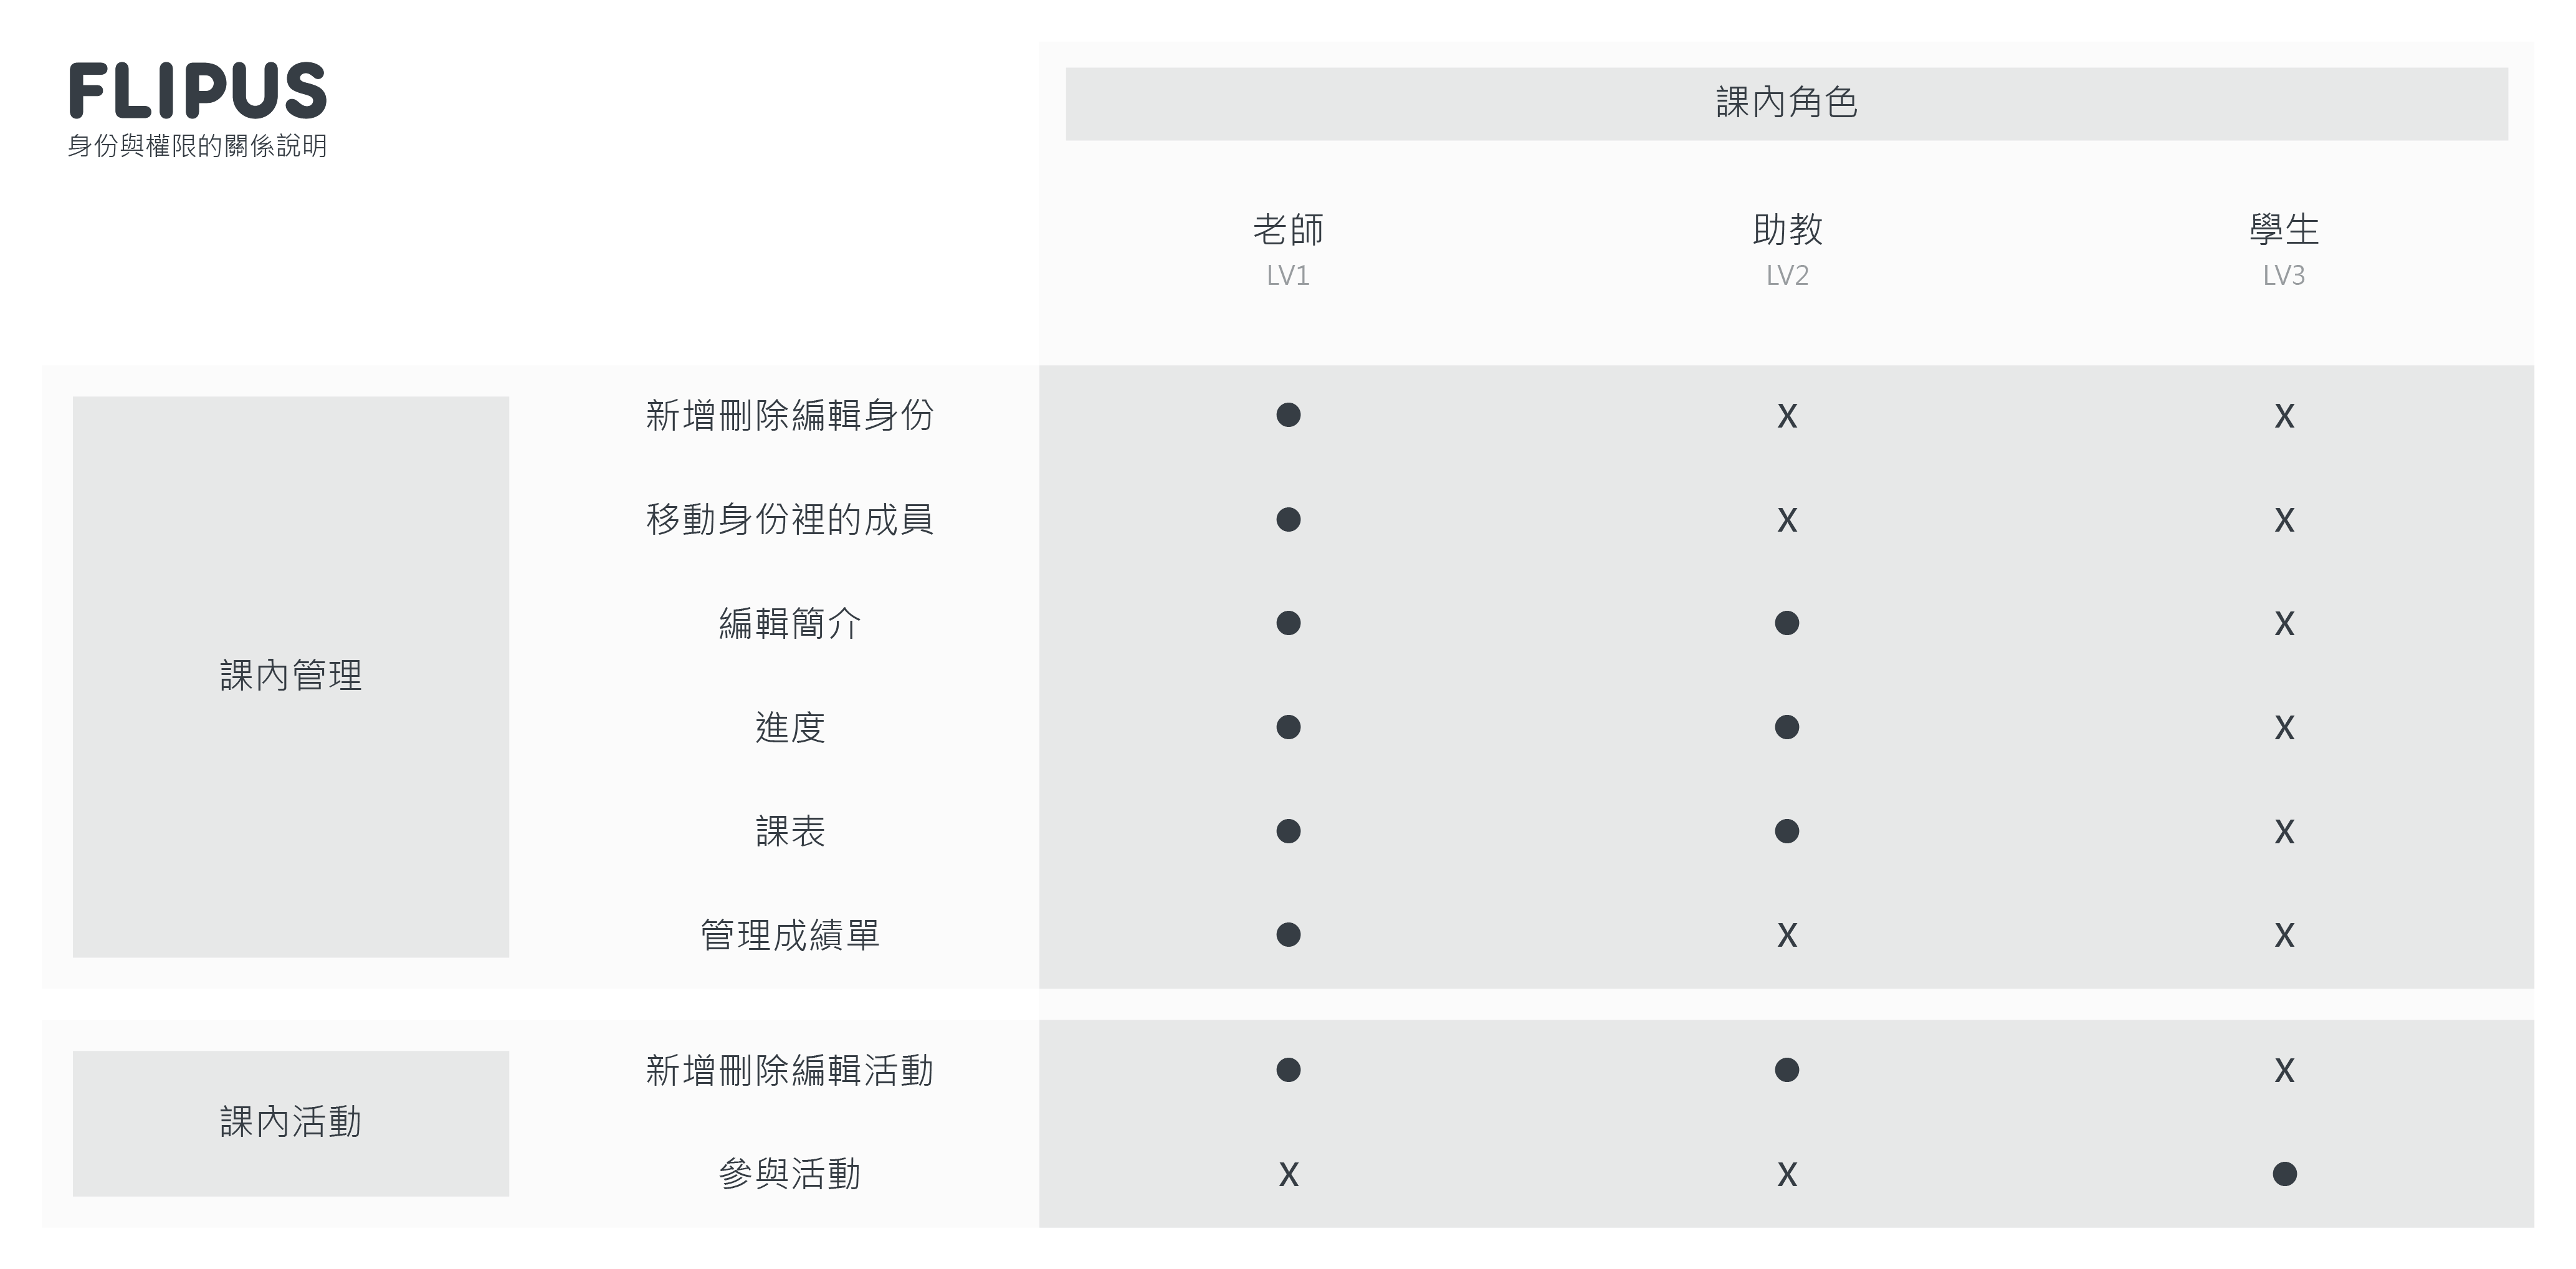 FLIPUS
身份與權限的關係說明
課內角色
老師 助教 學生
LV1 LV2 LV3
新增刪除編輯身份 ● X X
移動身份裡的成員 ● X X
編輯簡介 ● ● X
進度 ● ● X
課內管理
課表 ● ● X
管理成績單 ● X X
新增刪除編輯活動 ● ● X
課內活動
參與活動 X X ●